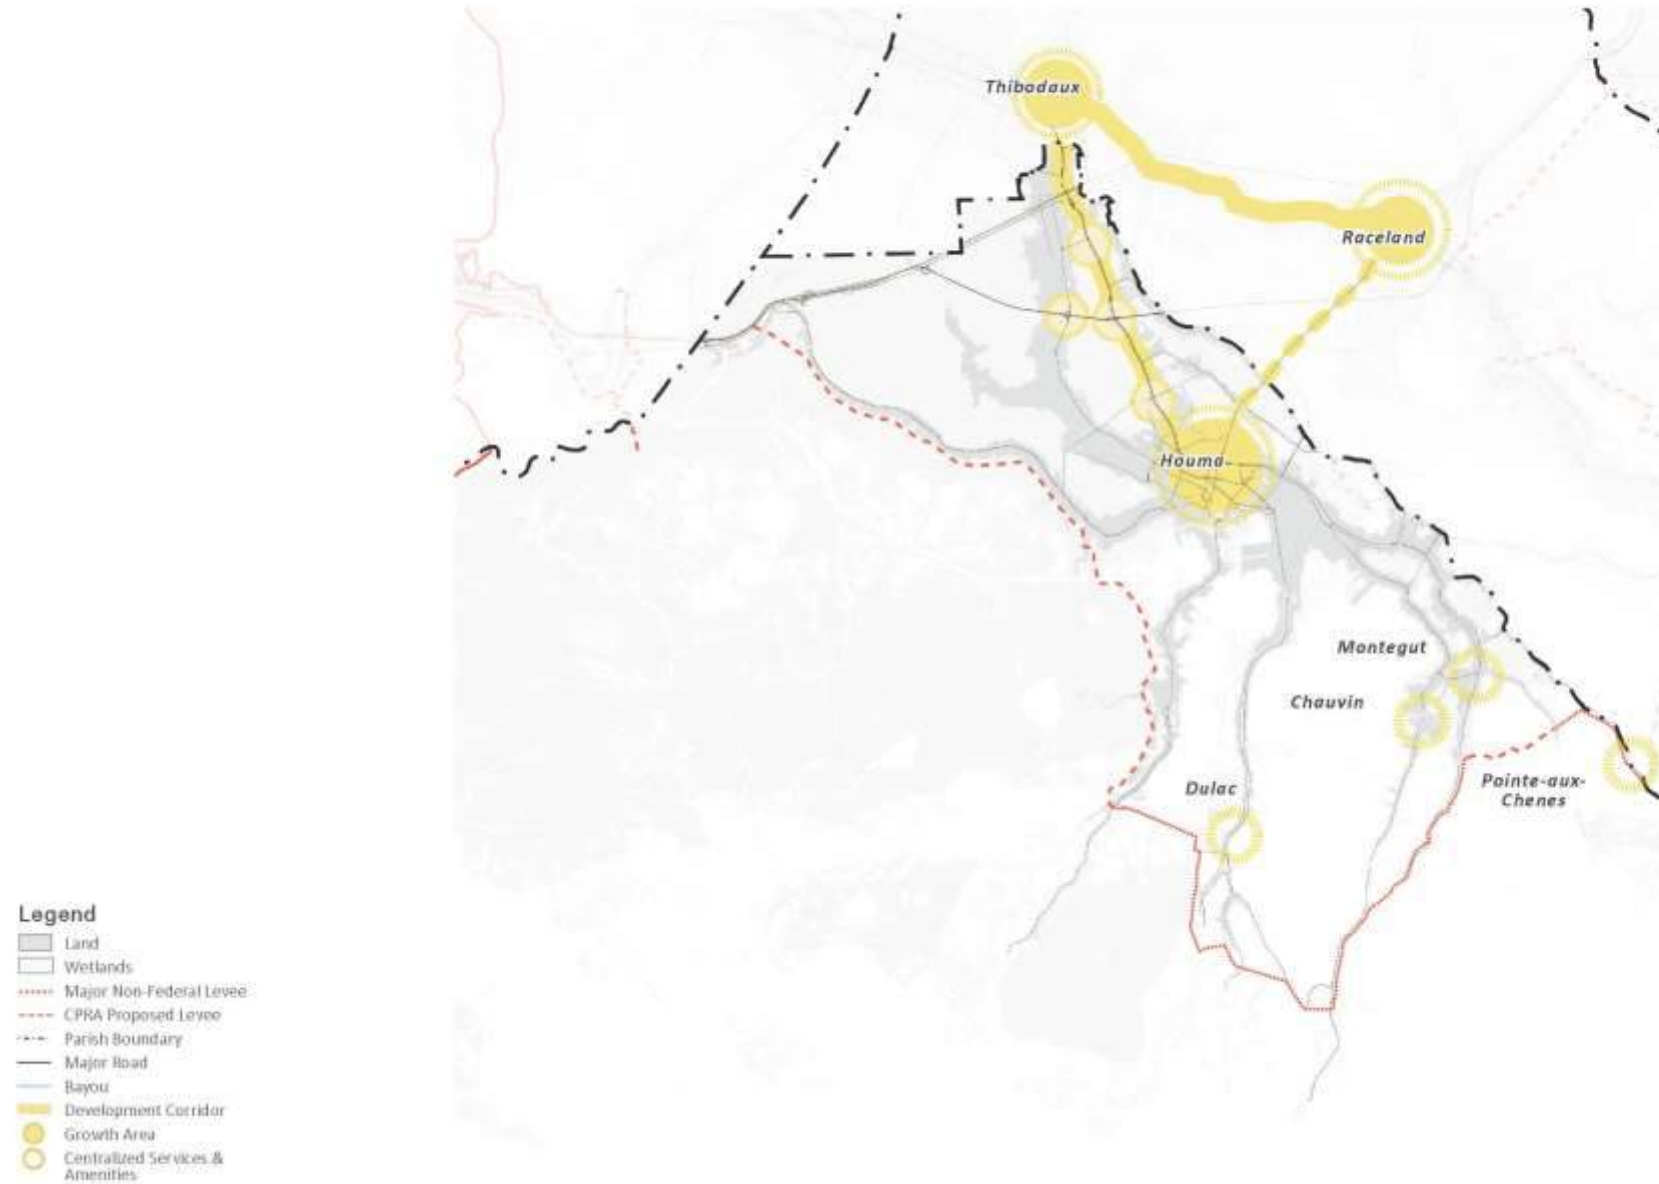 Thibodaux
Raceland
Houma
Montegut
Chauvin
Dulac
Pointe-aux-
Chenes
Legend
Land
Wetlands
Major Non-Federal Levee
CPRA Proposed Levee
Parish Boundary
Major Road
Bayou
Development Corridor
Growth Area
Centralized Services &
Amenities